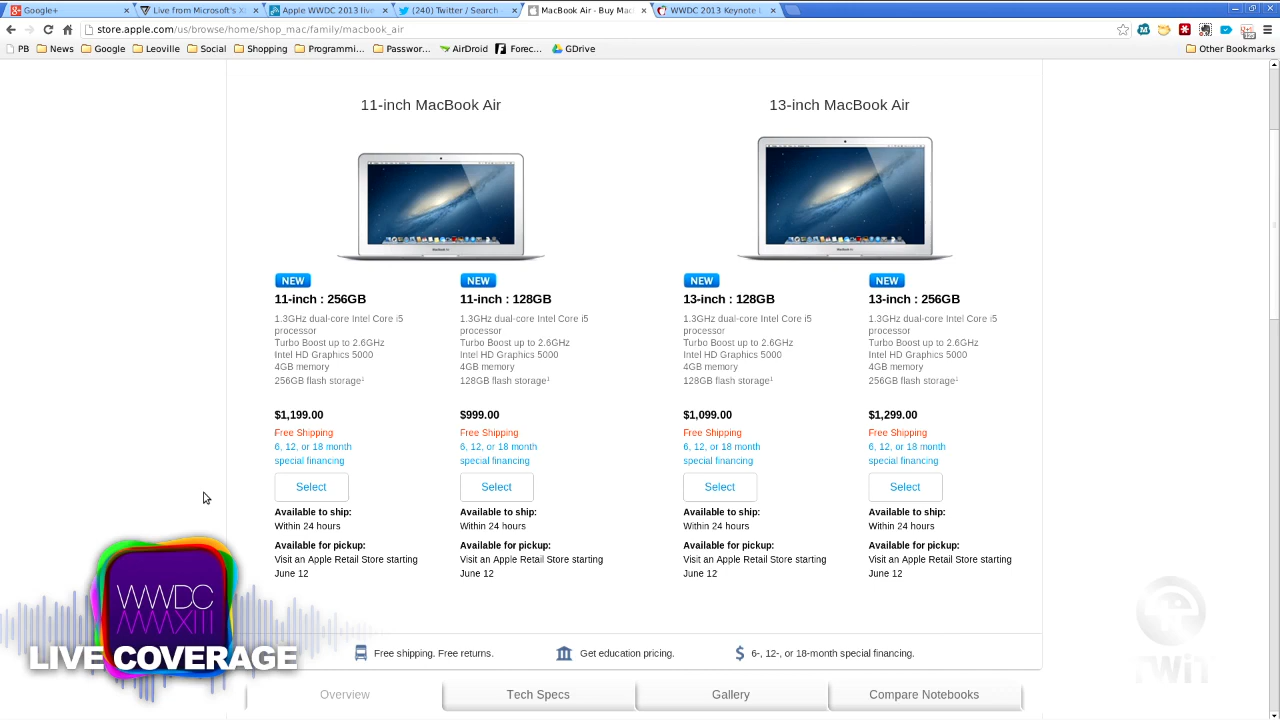 Google+
Live from Microsoft's X
Apple WWDC 2013 live
(240) Twitter / Search
MacBook Air - Buy Mac
WWDC 2013 Keynote L
store.apple.com/us/browse/home/shop_mac/family/macbook_air
PB News Google Leoville Social Shopping Programmi... Passwor... AirDroid Forec... GDrive Other Bookmarks
11-inch MacBook Air
13-inch MacBook Air
NEW
11-inch : 256GB
1.3GHz dual-core Intel Core i5
processor
Turbo Boost up to 2.6GHz
Intel HD Graphics 5000
4GB memory
256GB flash storage¹
$1,199.00
Free Shipping
6, 12, or 18 month
special financing
Select
Available to ship:
Within 24 hours
Available for pickup:
Visit an Apple Retail Store starting
June 12
NEW
11-inch : 128GB
1.3GHz dual-core Intel Core i5
processor
Turbo Boost up to 2.6GHz
Intel HD Graphics 5000
4GB memory
128GB flash storage¹
$999.00
Free Shipping
6, 12, or 18 month
special financing
Select
Available to ship:
Within 24 hours
Available for pickup:
Visit an Apple Retail Store starting
June 12
NEW
13-inch : 128GB
1.3GHz dual-core Intel Core i5
processor
Turbo Boost up to 2.6GHz
Intel HD Graphics 5000
4GB memory
128GB flash storage¹
$1,099.00
Free Shipping
6, 12, or 18 month
special financing
Select
Available to ship:
Within 24 hours
Available for pickup:
Visit an Apple Retail Store starting
June 12
NEW
13-inch : 256GB
1.3GHz dual-core Intel Core i5
processor
Turbo Boost up to 2.6GHz
Intel HD Graphics 5000
4GB memory
256GB flash storage¹
$1,299.00
Free Shipping
6, 12, or 18 month
special financing
Select
Available to ship:
Within 24 hours
Available for pickup:
Visit an Apple Retail Store starting
June 12
WWDC
MMXIII
LIVE COVERAGE
Free shipping. Free returns.
Get education pricing.
6-, 12-, or 18-month special financing.
TWiT
Overview
Tech Specs
Gallery
Compare Notebooks